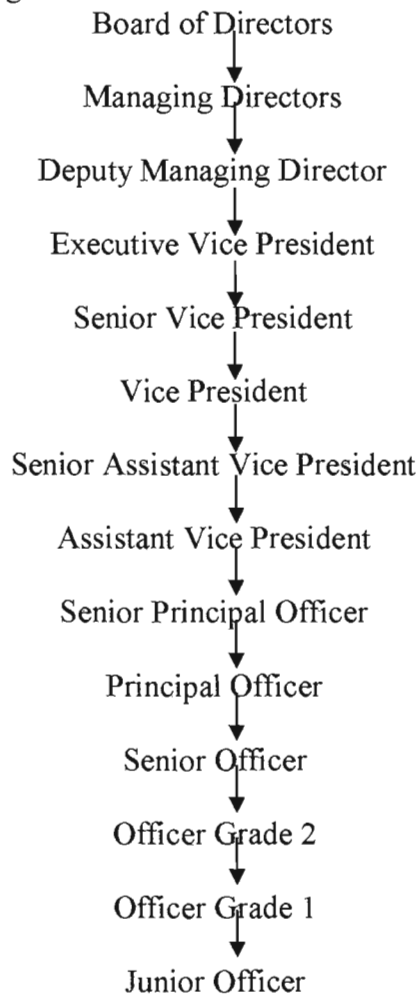 Board of Directors
Managing Directors
Deputy Managing Director
Executive Vice President
Senior Vice President
Vice President
Senior Assistant Vice President
Assistant Vice President
Senior Principal Officer
Principal Officer
Senior Officer
Officer Grade 2
Officer Grade 1
Junior Officer